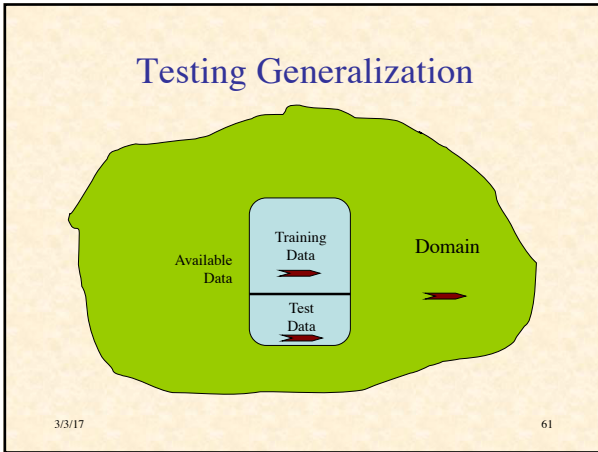 Testing Generalization
Available
Data
Training
Data
Test
Data
Domain
3/3/17
61